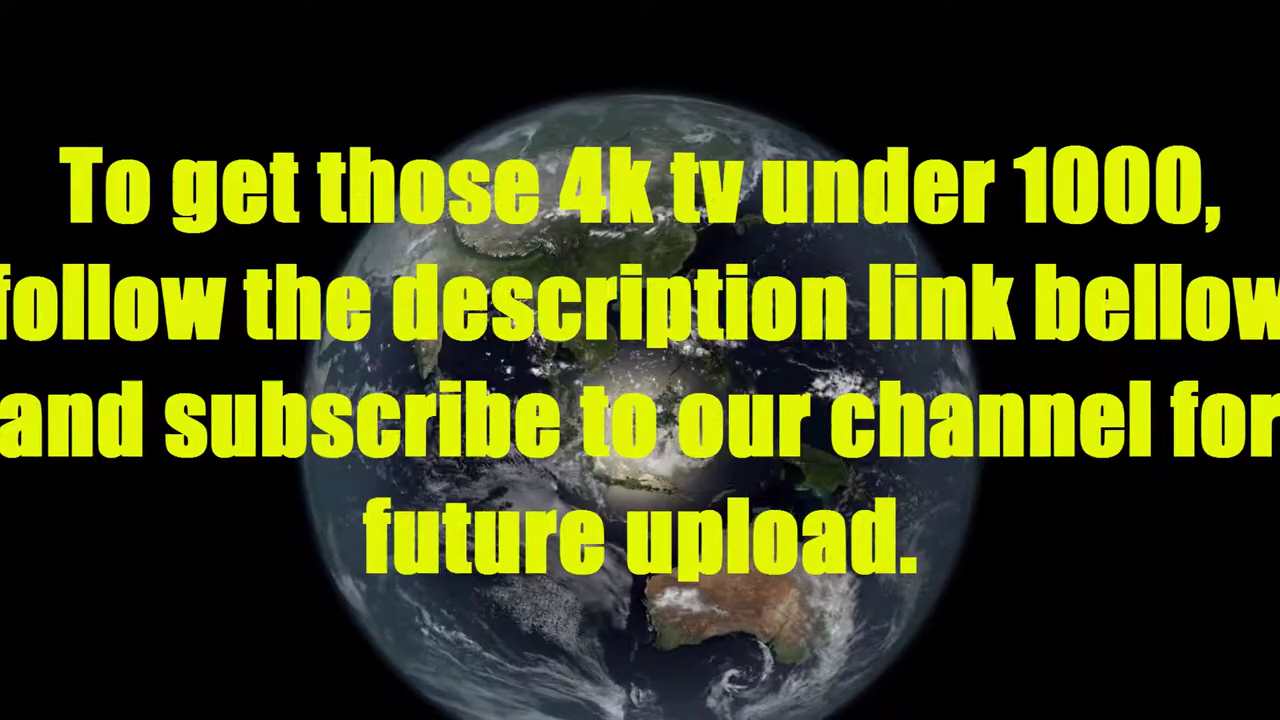 To get those 4k tv under 1000,
follow the description link bellow
and subscribe to our channel for
future upload.